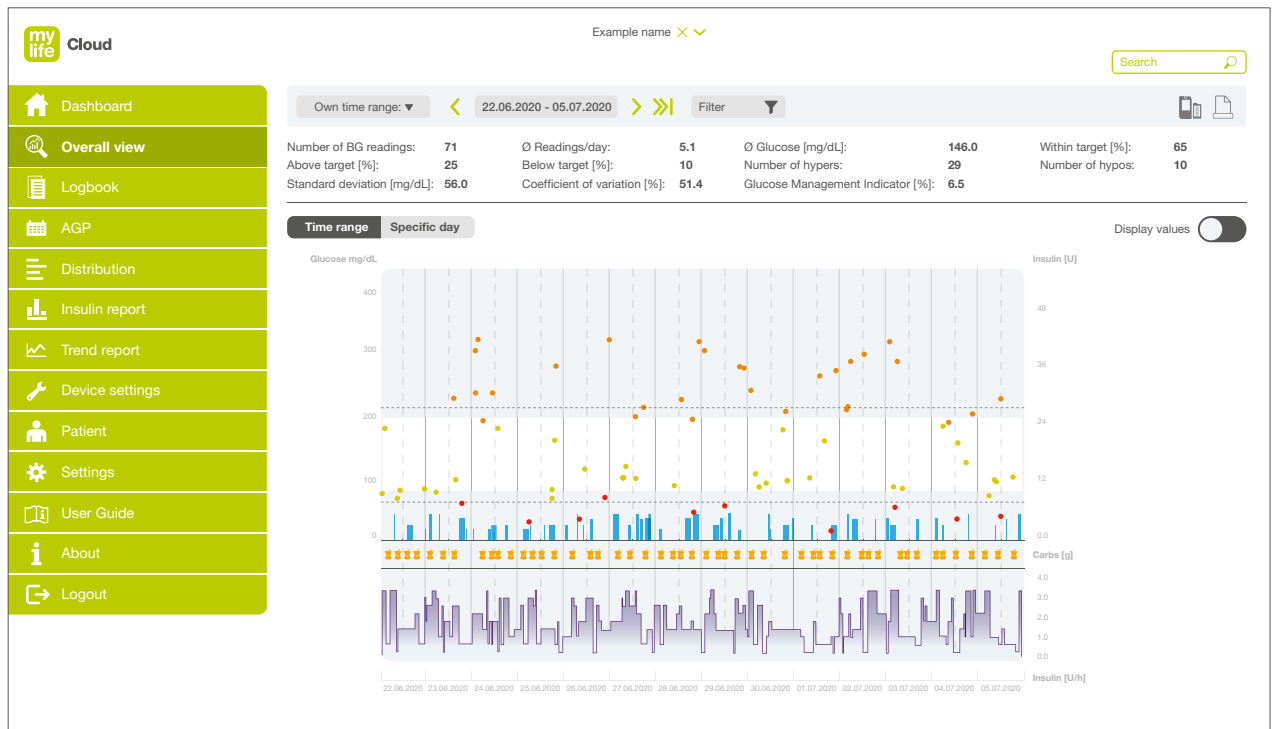 my
life
Cloud
Example name
Search
Dashboard
Overall view
Logbook
AGP
Distribution
Insulin report
Trend report
Device settings
Patient
Settings
User Guide
About
Logout
Own time range:
22.06.2020 - 05.07.2020
Filter
Number of BG readings: 71 Ø Readings/day: 5.1 Ø Glucose [mg/dL]: 146.0 Within target [%]: 65
Above target [%]: 25 Below target [%]: 10 Number of hypers: 29 Number of hypos: 10
Standard deviation [mg/dL]: 56.0 Coefficient of variation [%]: 51.4 Glucose Management Indicator [%]: 6.5
Time range Specific day
Display values
Glucose mg/dL
Insulin [U]
400
48
300
36
200
24
100
12
0
0.0
Carbs [g]
4.0
3.0
2.0
1.0
0.0
Insulin [U/h]
22.06.2020 23.06.2020 24.06.2020 25.06.2020 26.06.2020 27.06.2020 28.06.2020 29.06.2020 30.06.2020 01.07.2020 02.07.2020 03.07.2020 04.07.2020 05.07.2020